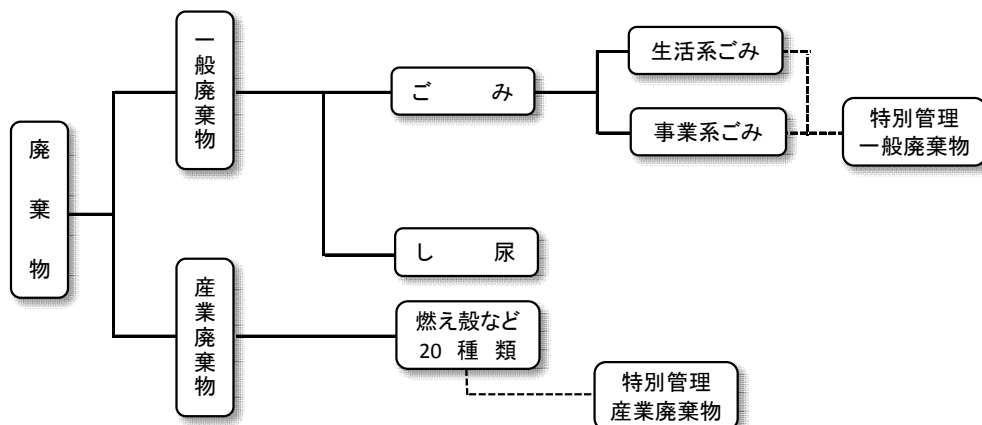 廃棄物
一般廃棄物
ごみ
生活系ごみ
事業系ごみ
特別管理
一般廃棄物
し尿
産業廃棄物
燃え殻など
20 種 類
特別管理
産業廃棄物